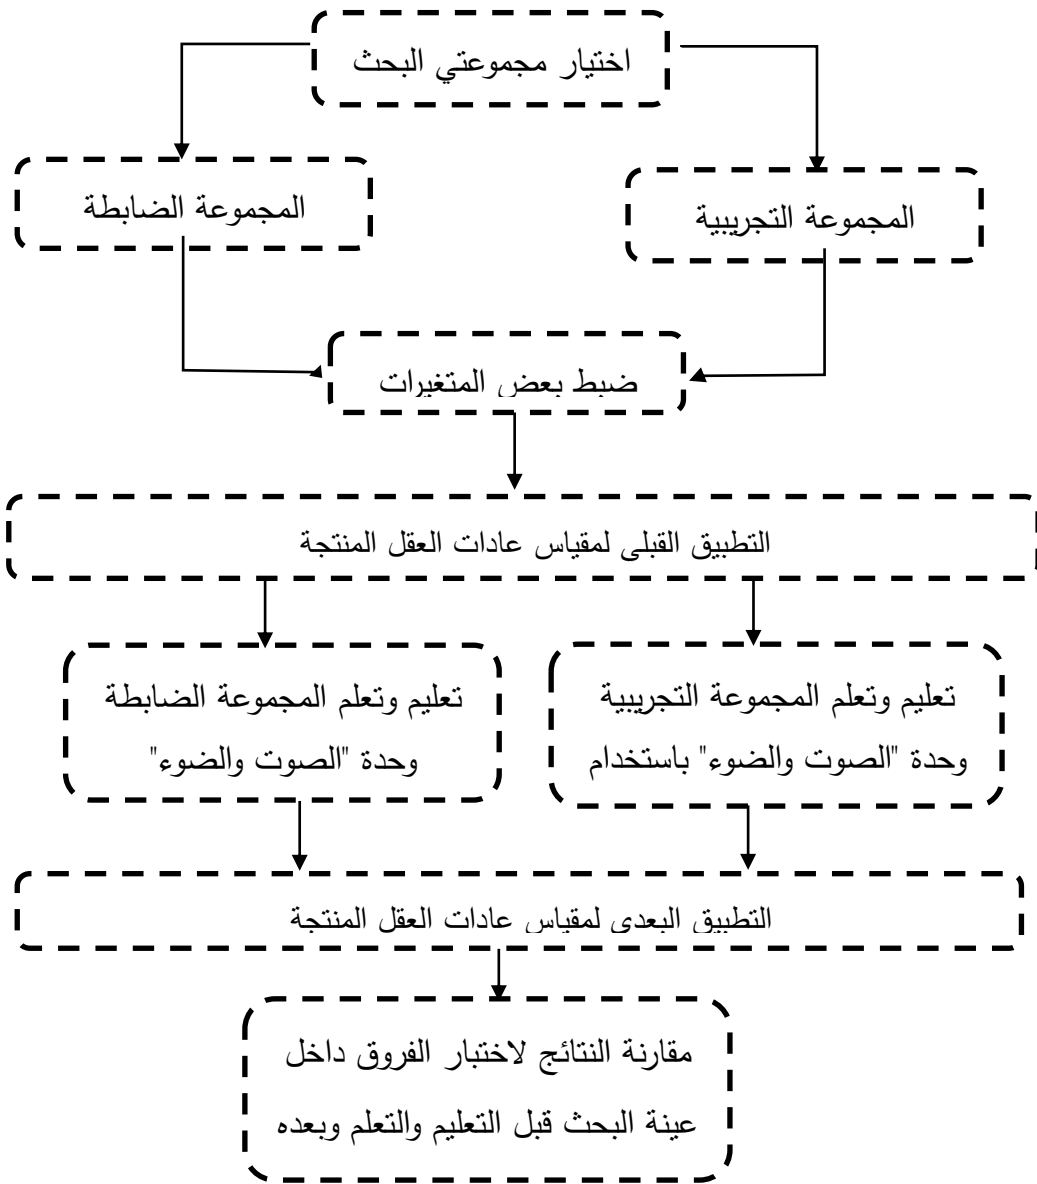 اختيار مجموعتي البحث
المجموعة التجريبية
المجموعة الضابطة
ضبط بعض المتغيرات
التطبيق القبلى لمقياس عادات العقل المنتجة
تعليم وتعلم المجموعة التجريبية
وحدة "الصوت والضوء" باستخدام
تعليم وتعلم المجموعة الضابطة
وحدة "الصوت والضوء"
التطبيق البعدى لمقياس عادات العقل المنتجة
مقارنة النتائج لاختبار الفروق داخل
عينة البحث قبل التعليم والتعلم وبعده